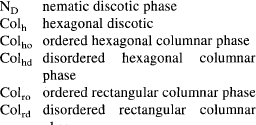 N_D nematic discotic phase
Col_h hexagonal discotic
Col_ho ordered hexagonal columnar phase
Col_hd disordered hexagonal columnar
phase
Col_ro ordered rectangular columnar phase
Col_rd disordered rectangular columnar